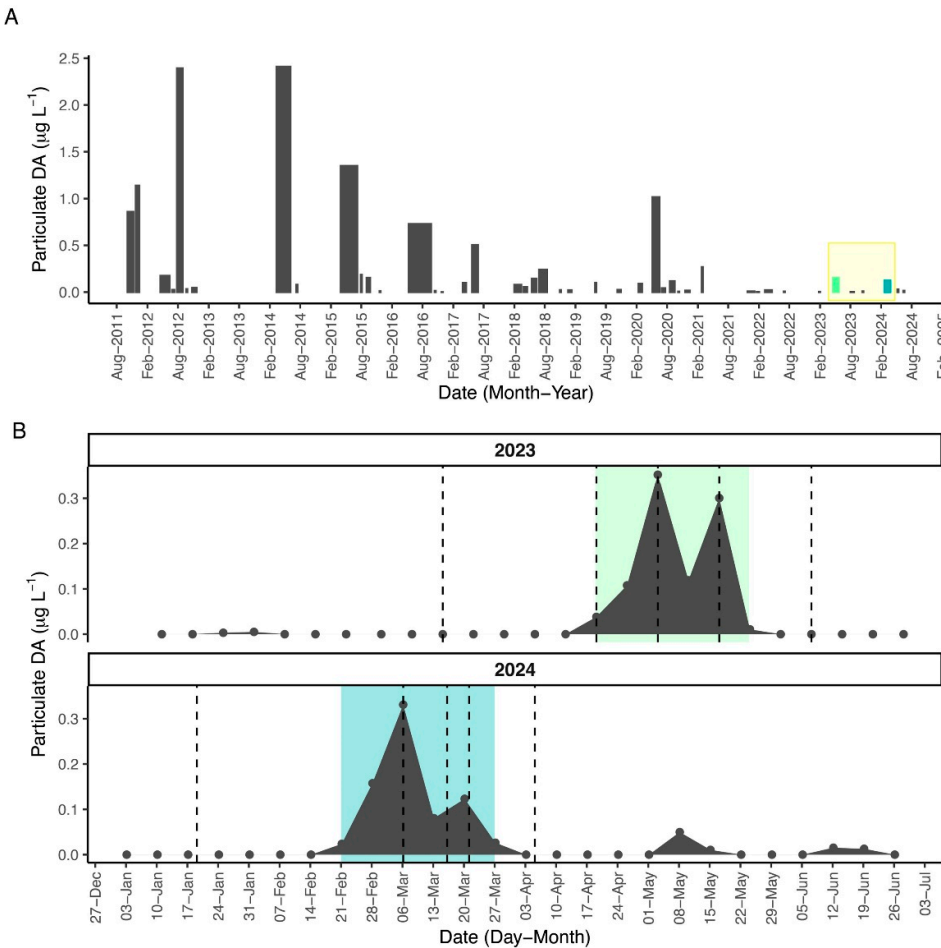 A
Particulate DA (µg L⁻¹)
2.5
2.0
1.5
1.0
0.5
0.0
Aug−2011
Feb−2012
Aug−2012
Feb−2013
Aug−2013
Feb−2014
Aug−2014
Feb−2015
Aug−2015
Feb−2016
Aug−2016
Feb−2017
Aug−2017
Feb−2018
Aug−2018
Feb−2019
Aug−2019
Feb−2020
Aug−2020
Feb−2021
Aug−2021
Feb−2022
Aug−2022
Feb−2023
Aug−2023
Feb−2024
Aug−2024
Date (Month−Year)
B
Particulate DA (µg L⁻¹)
2023
0.3
0.2
0.1
0.0
2024
0.3
0.2
0.1
0.0
27−Dec
03−Jan
10−Jan
17−Jan
24−Jan
31−Jan
07−Feb
14−Feb
21−Feb
28−Feb
06−Mar
13−Mar
20−Mar
27−Mar
03−Apr
10−Apr
17−Apr
24−Apr
01−May
08−May
15−May
22−May
29−May
05−Jun
12−Jun
19−Jun
26−Jun
03−Jul
Date (Day−Month)